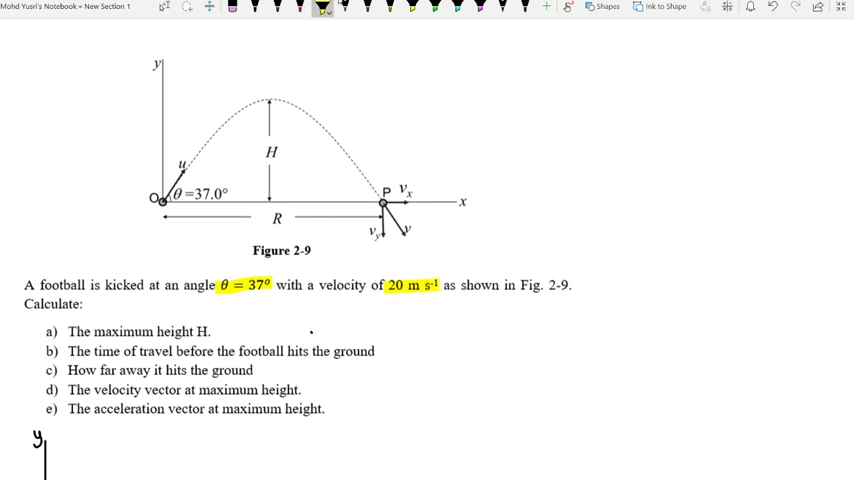 Mohd Yusri's Notebook » New Section 1
Shapes
Ink to Shape
y
u
H
O
θ =37.0°
P
vx
x
R
vy
v
Figure 2-9
A football is kicked at an angle θ = 37° with a velocity of 20 m s-1 as shown in Fig. 2-9.
Calculate:
a) The maximum height H.
b) The time of travel before the football hits the ground
c) How far away it hits the ground
d) The velocity vector at maximum height.
e) The acceleration vector at maximum height.
y